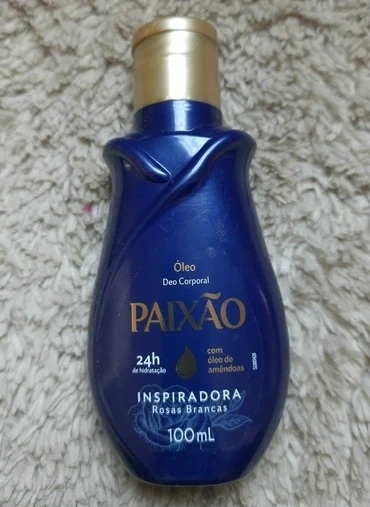 Óleo
Deo Corporal
PAIXÃO
24h
de hidratação
com
óleo de
amêndoas
INSPIRADORA
Rosas Brancas
100mL